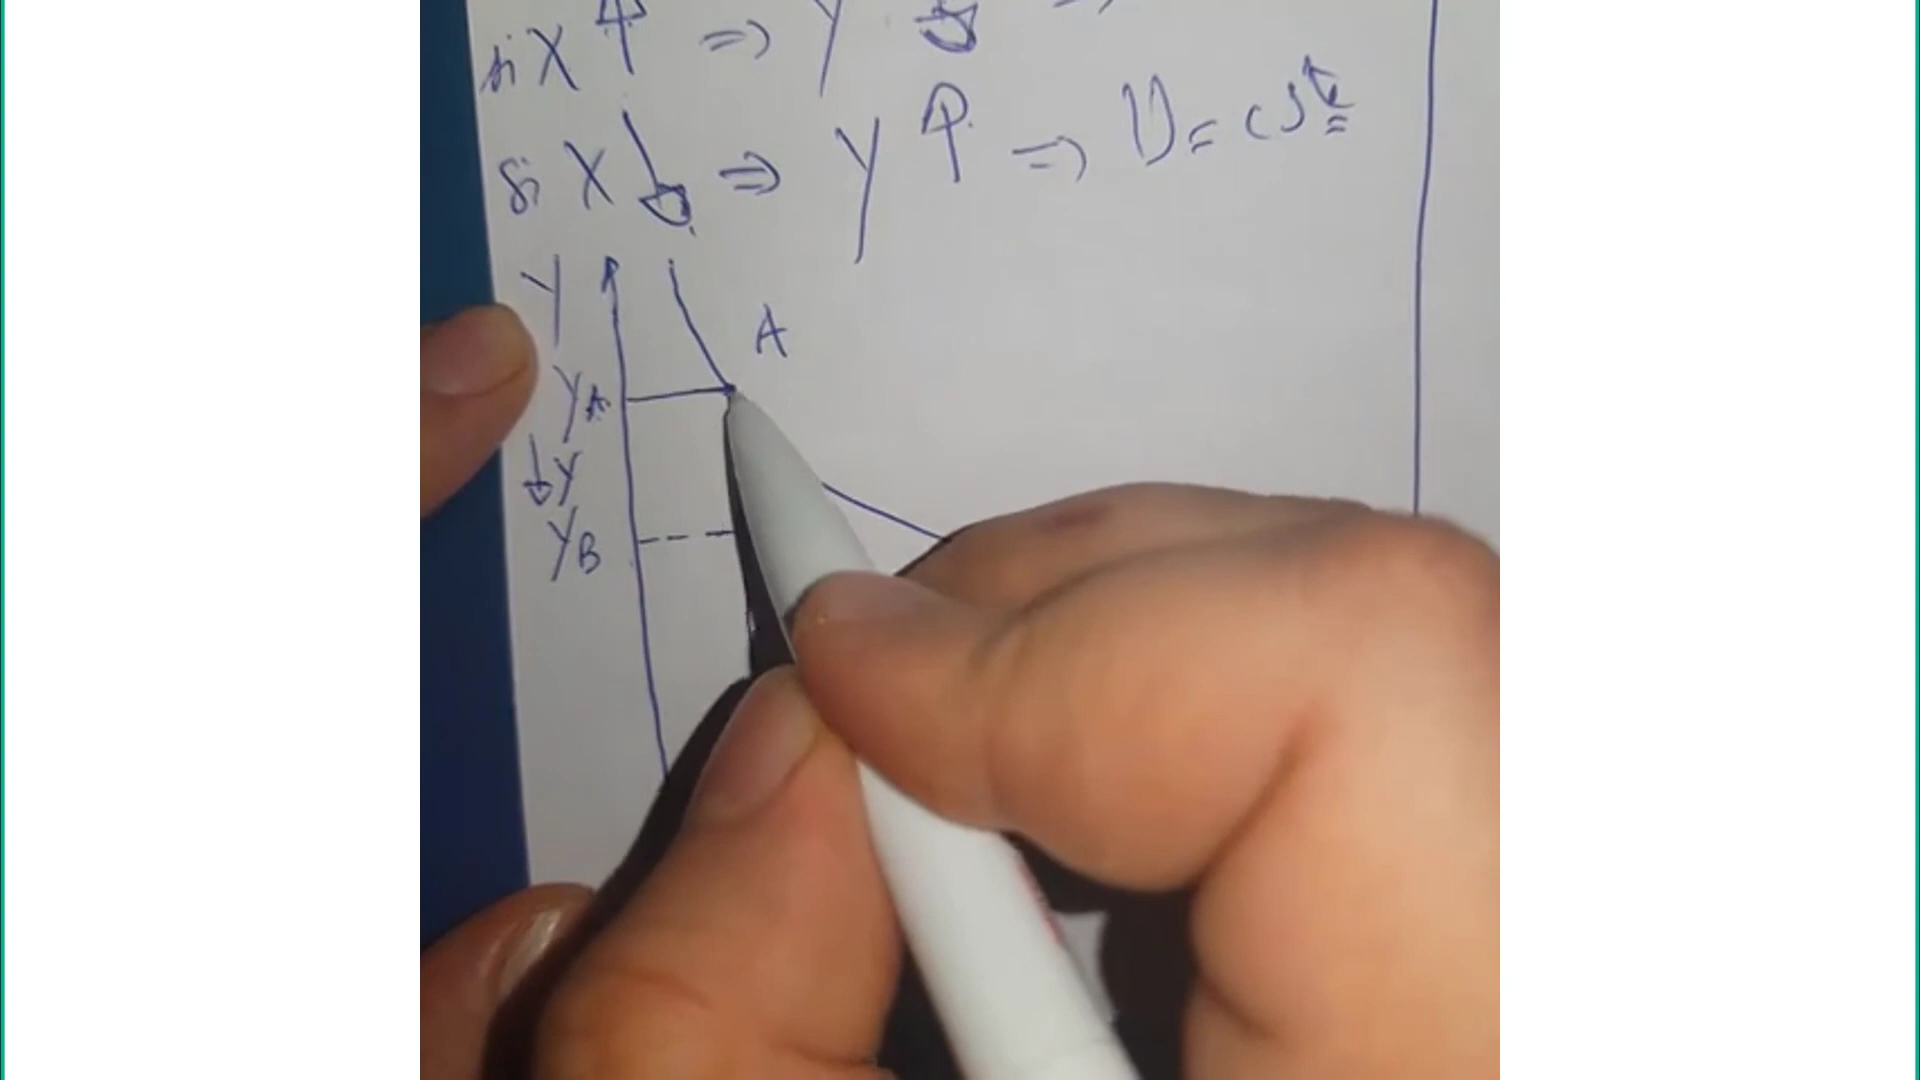 si X ↑ => Y ↓ =>
si X ↓ => Y ↑ => U = cste
Y
A
YA
↓Y
YB